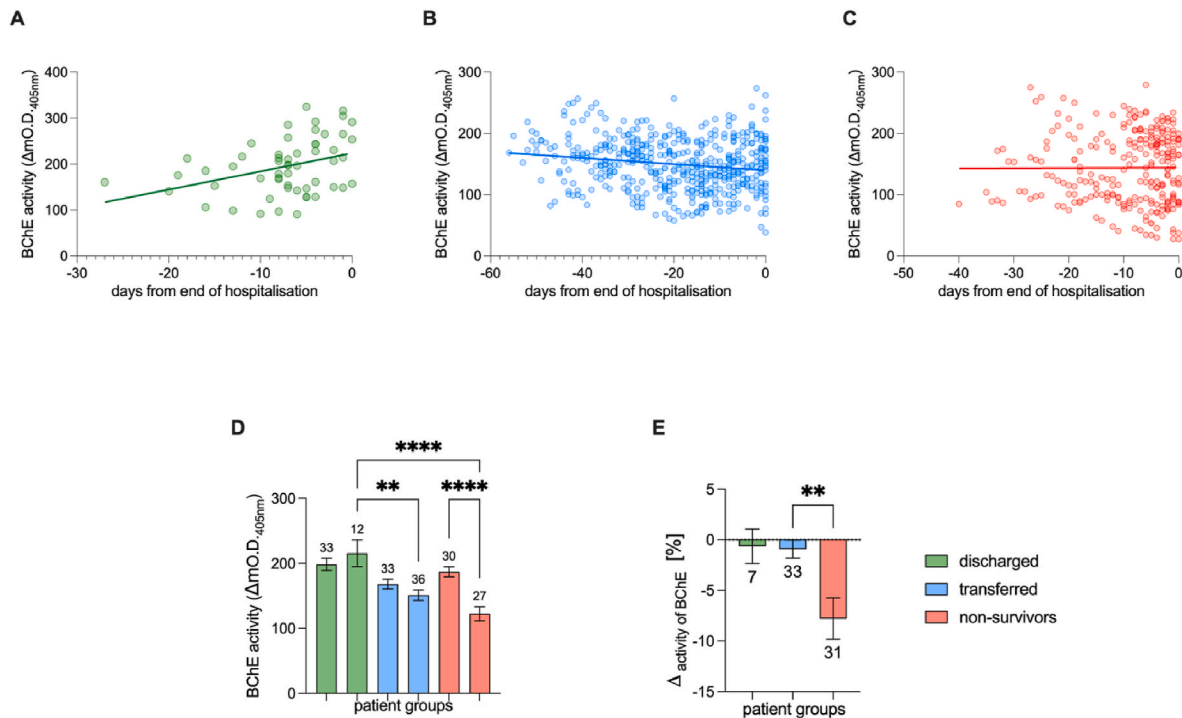 A
BChE activity (ΔmO.D.405nm)
400
300
200
100
0
-30
-20
-10
0
days from end of hospitalisation
B
BChE activity (ΔmO.D.405nm)
300
200
100
0
-60
-40
-20
0
days from end of hospitalisation
C
BChE activity (ΔmO.D.405nm)
300
200
100
0
-50
-40
-30
-20
-10
0
days from end of hospitalisation
D
BChE activity (ΔmO.D.405nm)
300
200
100
0
****
**
****
33
12
33
36
30
27
patient groups
E
Δ activity of BChE [%]
5
0
-5
-10
-15
**
7
33
31
patient groups
discharged
transferred
non-survivors